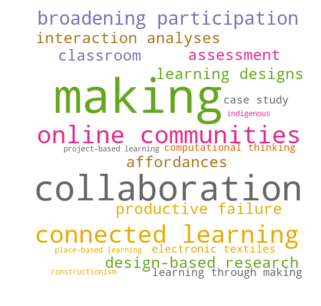 broadening participation
interaction analyses
classroom assessment
learning designs
making case study
indigenous
online communities
project-based learning computational thinking
affordances
collaboration
productive failure
connected learning
place-based learning electronic textiles
design-based research
constructionism learning through making